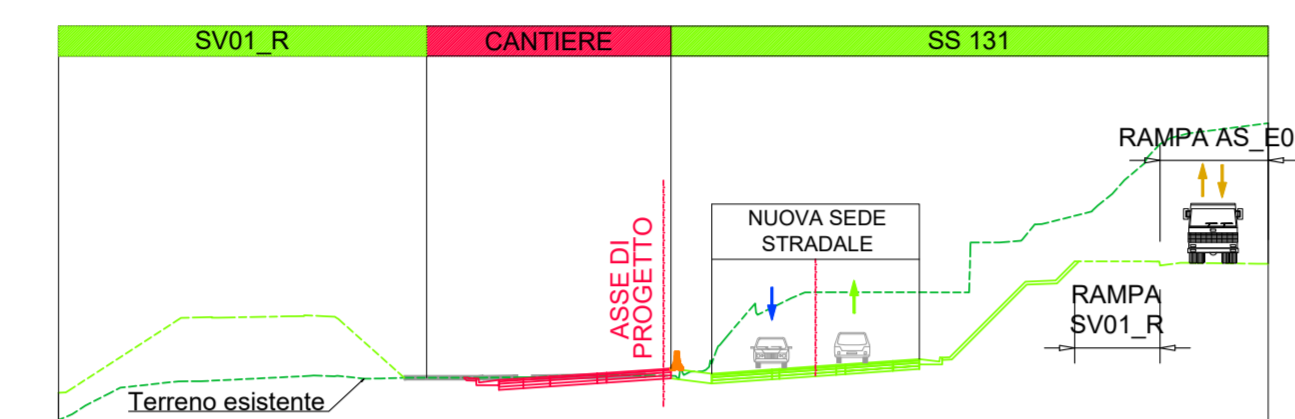 SV01_R
CANTIERE
SS 131
RAMPA AS_E0
NUOVA SEDE
STRADALE
ASSE DI
PROGETTO
RAMPA
SV01_R
Terreno esistente